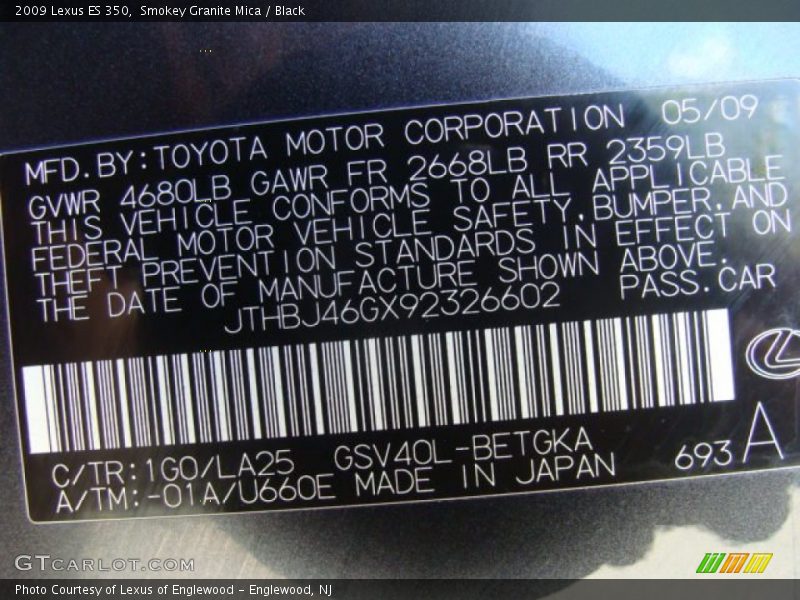 2009 Lexus ES 350,  Smokey Granite Mica / Black
MFD.BY:TOYOTA MOTOR CORPORATION 05/09
GVWR 4680LB GAWR FR 2668LB RR 2359LB
THIS VEHICLE CONFORMS TO ALL APPLICABLE
FEDERAL MOTOR VEHICLE SAFETY,BUMPER,AND
THEFT PREVENTION STANDARDS IN EFFECT ON
THE DATE OF MANUFACTURE SHOWN ABOVE.
JTHBJ46GX92326602 PASS.CAR
C/TR:1G0/LA25 GSV40L-BETGKA 693 A
A/TM:-01A/U660E MADE IN JAPAN
GTCARLOT.COM
Photo Courtesy of Lexus of Englewood – Englewood, NJ